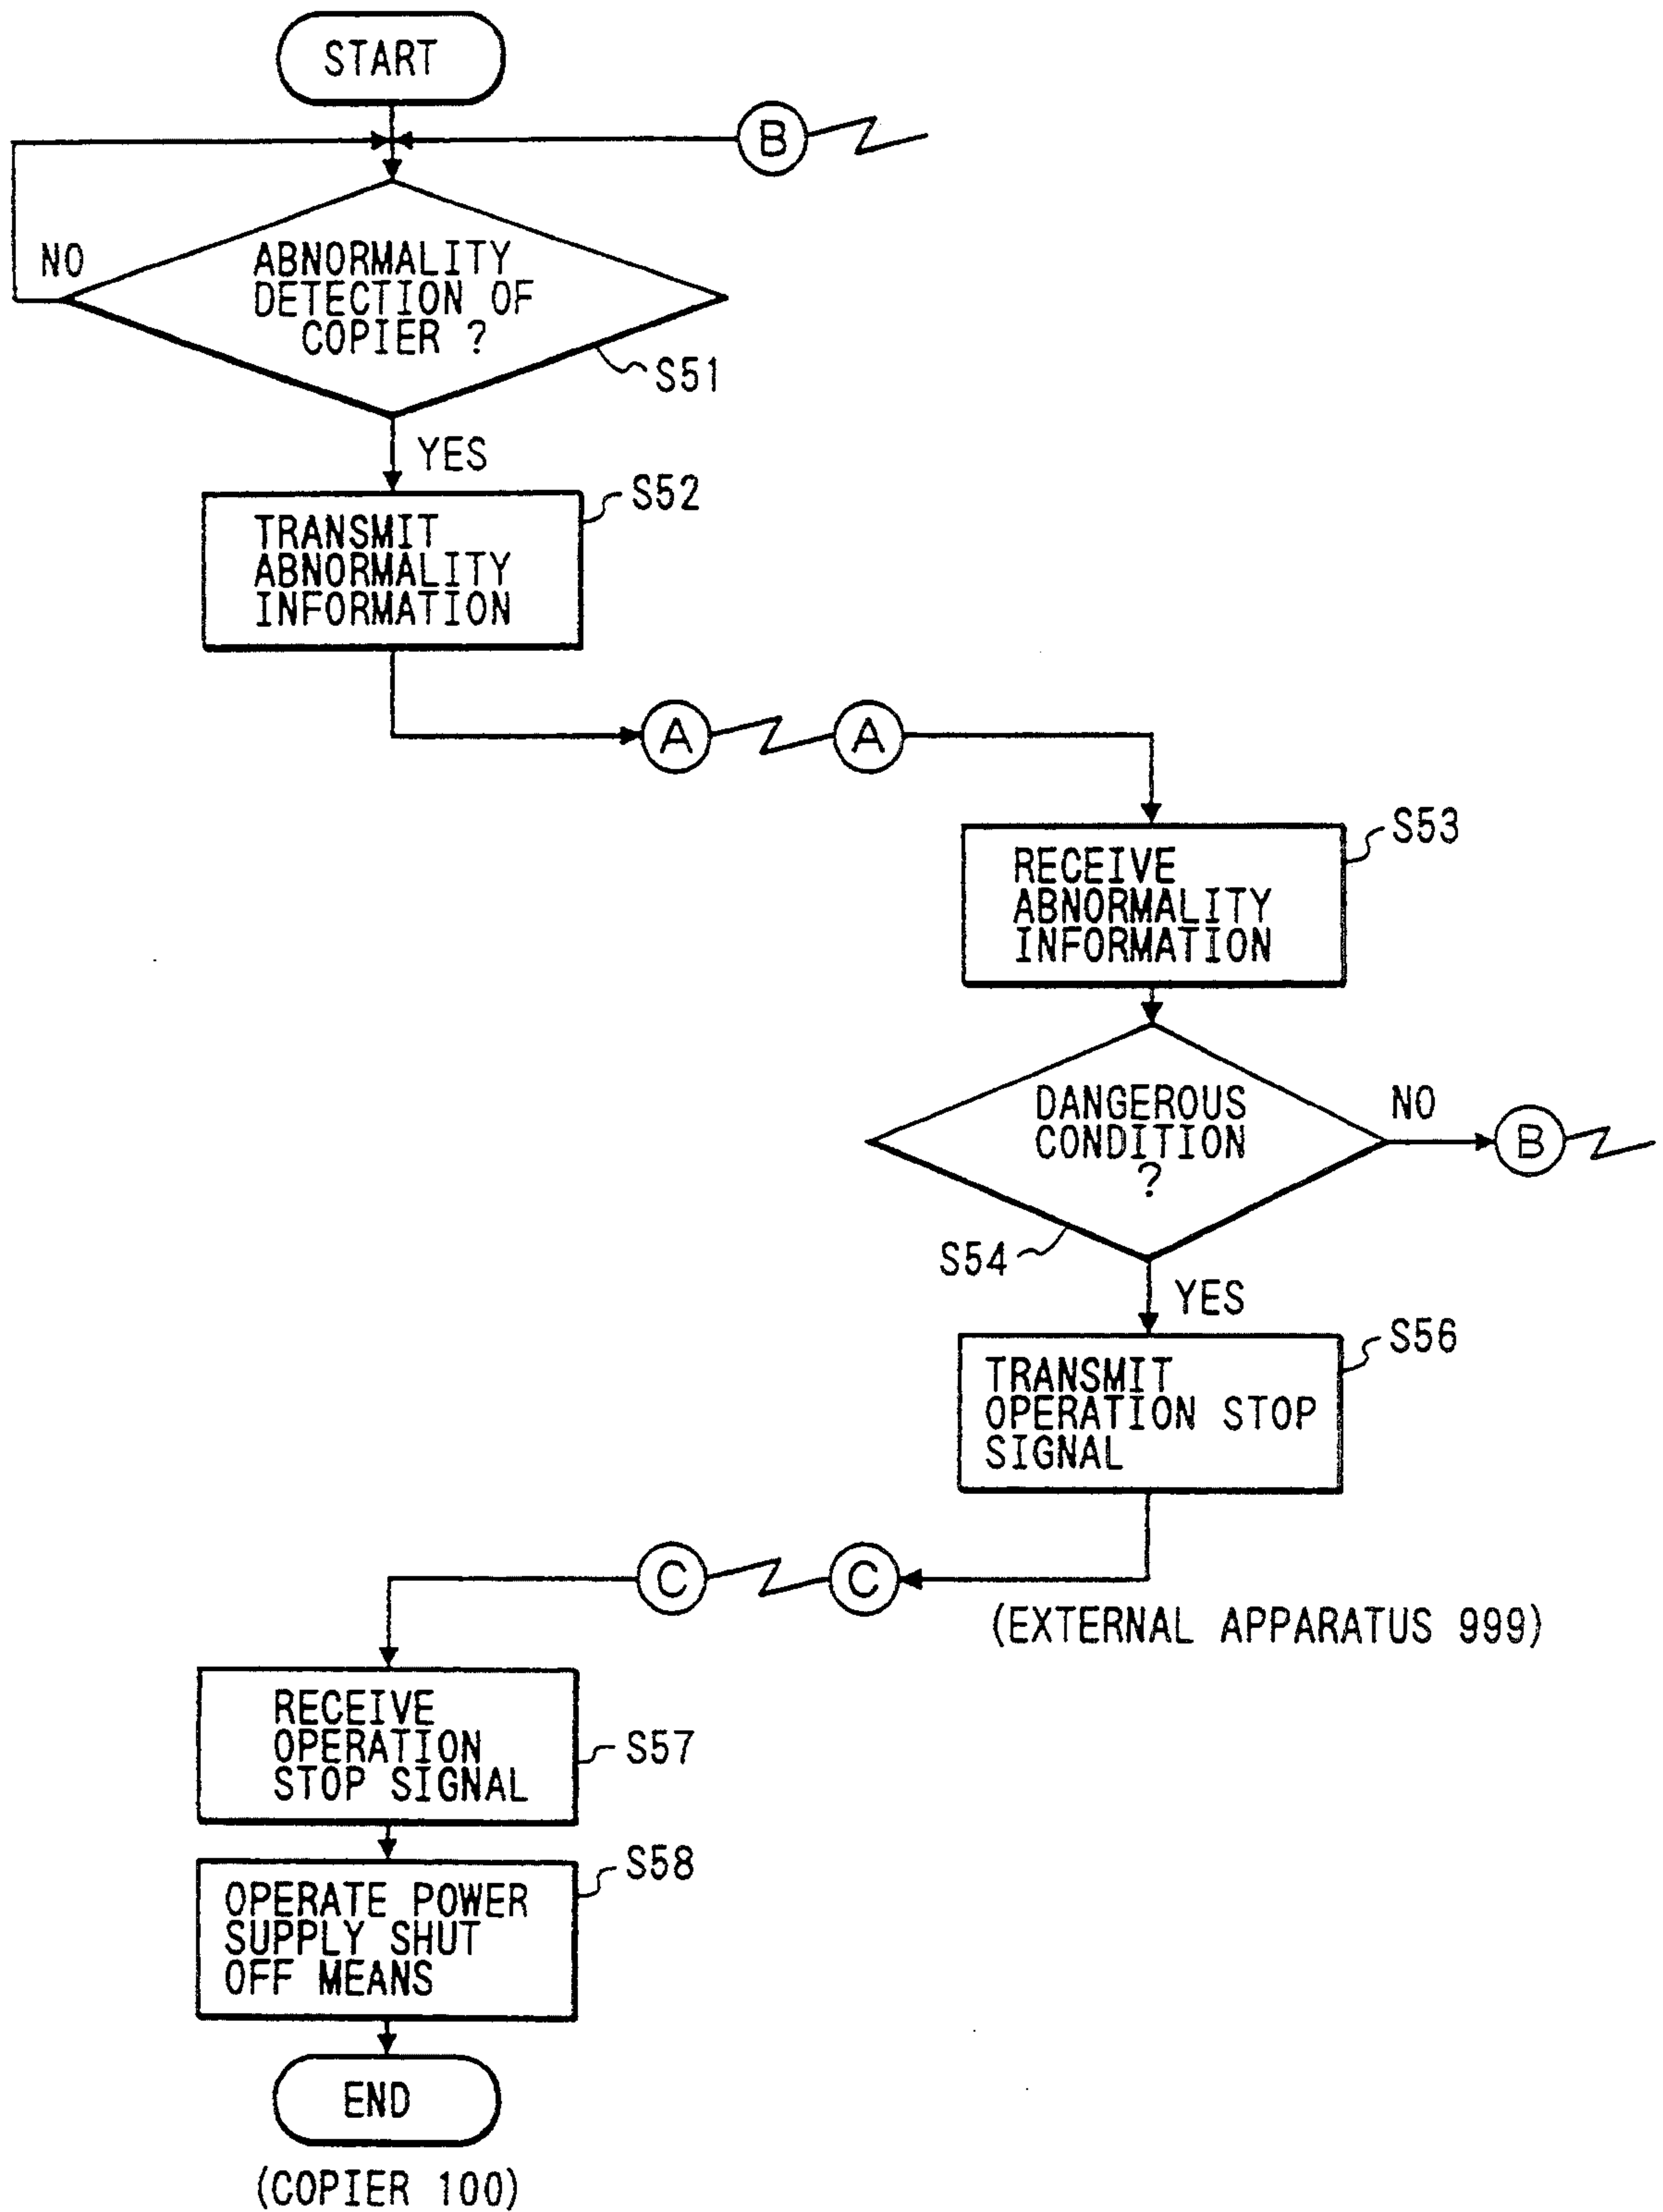 START
B
NO
ABNORMALITY
DETECTION OF
COPIER ?
S51
YES
S52
TRANSMIT
ABNORMALITY
INFORMATION
A
A
S53
RECEIVE
ABNORMALITY
INFORMATION
DANGEROUS
CONDITION
?
NO
B
S54
YES
S56
TRANSMIT
OPERATION STOP
SIGNAL
C
C
(EXTERNAL APPARATUS 999)
RECEIVE
OPERATION
STOP SIGNAL
S57
S58
OPERATE POWER
SUPPLY SHUT
OFF MEANS
END
(COPIER 100)